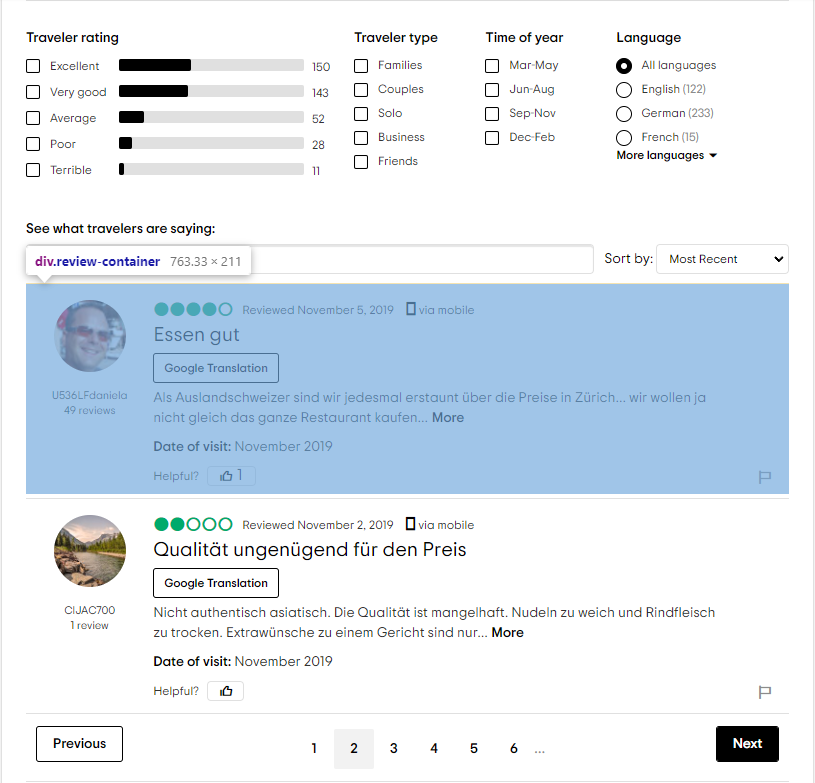 Traveler rating
Excellent 150
Very good 143
Average 52
Poor 28
Terrible 11
Traveler type
Families
Couples
Solo
Business
Friends
Time of year
Mar-May
Jun-Aug
Sep-Nov
Dec-Feb
Language
All languages
English (122)
German (233)
French (15)
More languages
See what travelers are saying:
div.review-container 763.33 × 211
Sort by: Most Recent
Reviewed November 5, 2019 via mobile
Essen gut
Google Translation
U536LFdaniela
49 reviews
Als Auslandschweizer sind wir jedesmal erstaunt über die Preise in Zürich... wir wollen ja
nicht gleich das ganze Restaurant kaufen... More
Date of visit: November 2019
Helpful? 1
Reviewed November 2, 2019 via mobile
Qualität ungenügend für den Preis
Google Translation
CIJAC700
1 review
Nicht authentisch asiatisch. Die Qualität ist mangelhaft. Nudeln zu weich und Rindfleisch
zu trocken. Extrawünsche zu einem Gericht sind nur... More
Date of visit: November 2019
Helpful?
Previous 1 2 3 4 5 6 ... Next